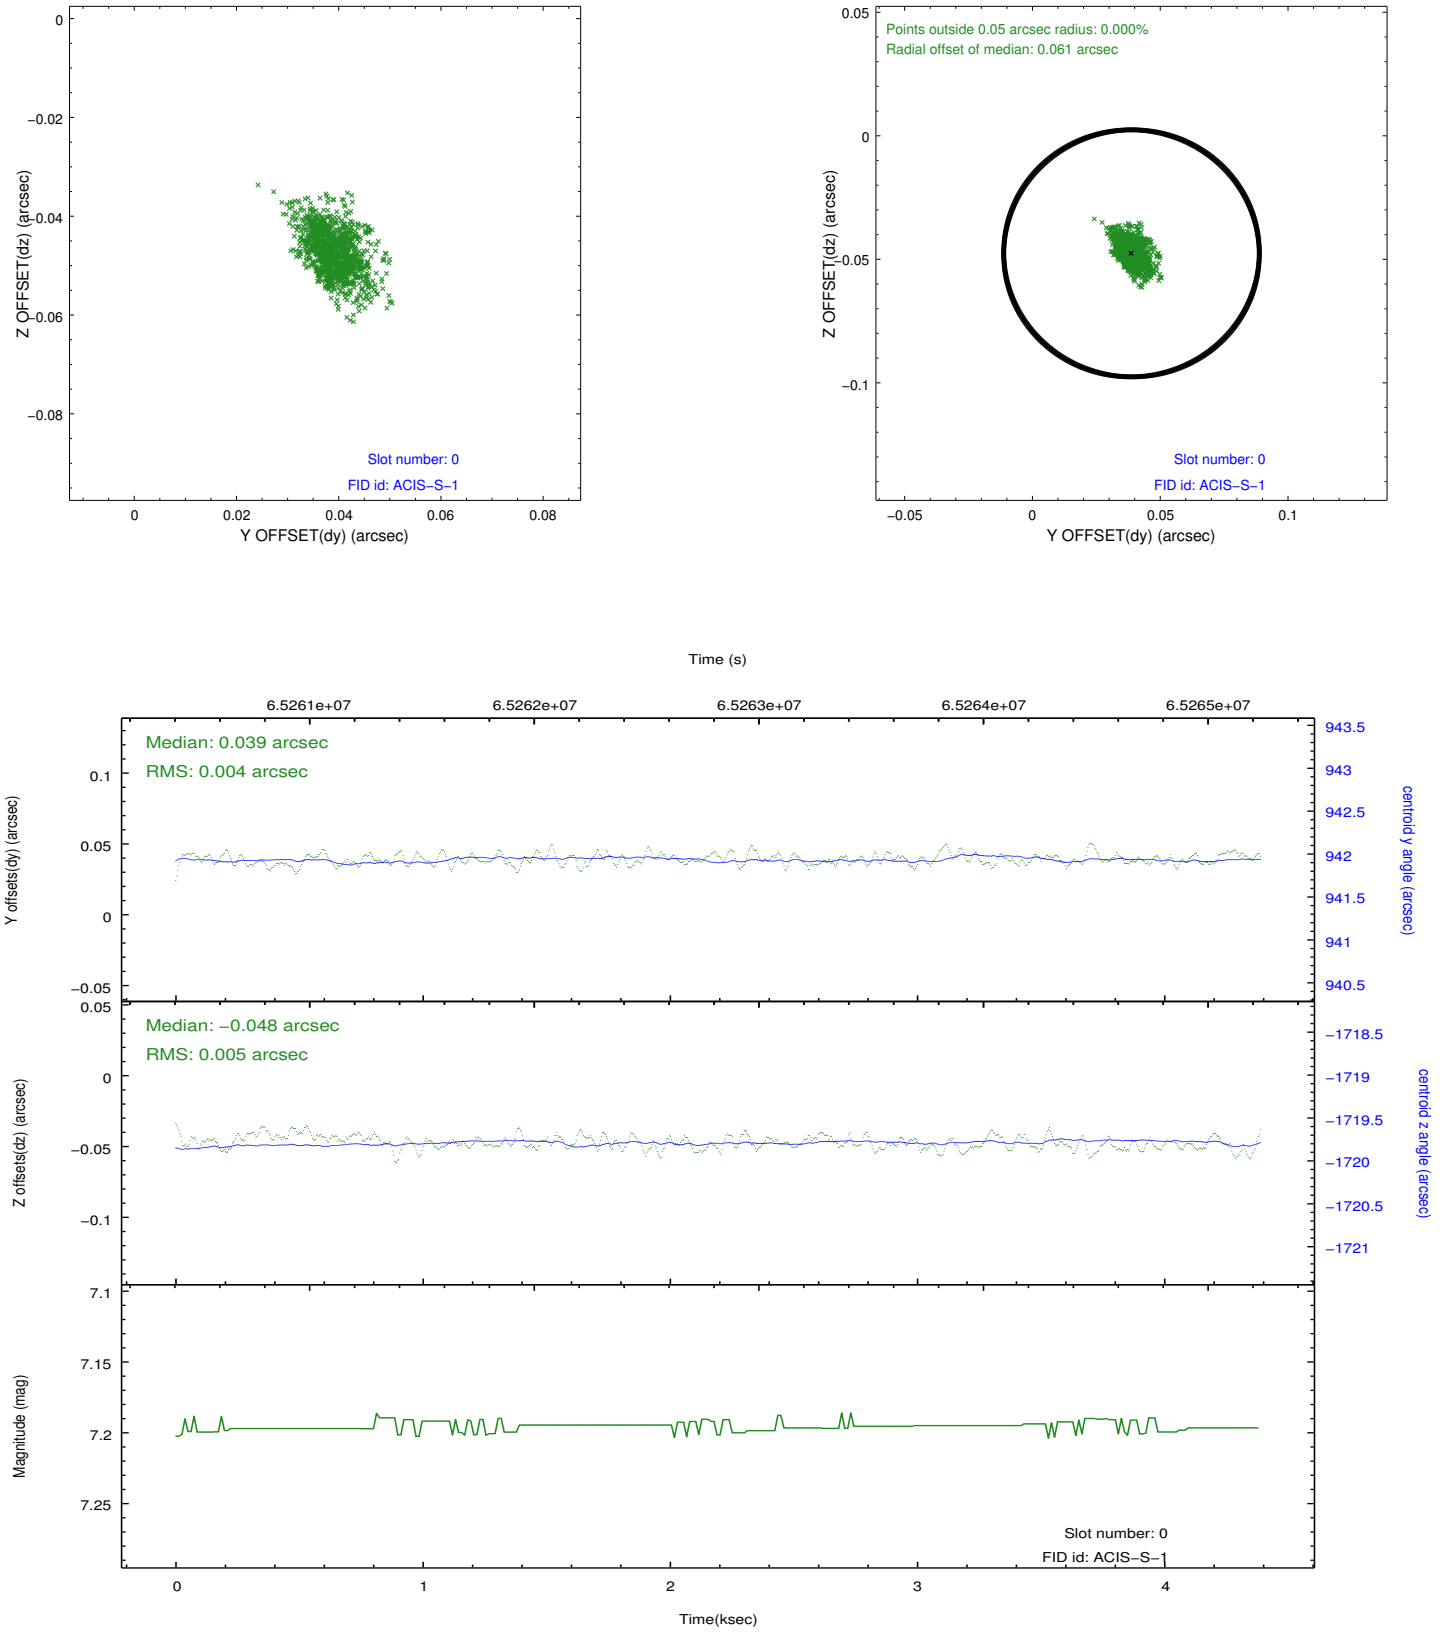 0
−0.02
−0.04
−0.06
−0.08
Z OFFSET(dz) (arcsec)
Slot number: 0
FID id: ACIS−S−1
0
0.02
0.04
0.06
0.08
Y OFFSET(dy) (arcsec)
0.05
0
−0.05
−0.1
Z OFFSET(dz) (arcsec)
Points outside 0.05 arcsec radius: 0.000%
Radial offset of median: 0.061 arcsec
Slot number: 0
FID id: ACIS−S−1
−0.05
0
0.05
0.1
Y OFFSET(dy) (arcsec)
Time (s)
6.5261e+07
6.5262e+07
6.5263e+07
6.5264e+07
6.5265e+07
Median: 0.039 arcsec
RMS: 0.004 arcsec
0.1
0.05
0
−0.05
Y offsets(dy) (arcsec)
943.5
943
942.5
942
941.5
941
940.5
centroid y angle (arcsec)
Median: −0.048 arcsec
RMS: 0.005 arcsec
0.05
0
−0.05
−0.1
Z offsets(dz) (arcsec)
−1718.5
−1719
−1719.5
−1720
−1720.5
−1721
centroid z angle (arcsec)
7.1
7.15
7.2
7.25
Magnitude (mag)
Slot number: 0
FID id: ACIS−S−1
0
1
2
3
4
Time(ksec)